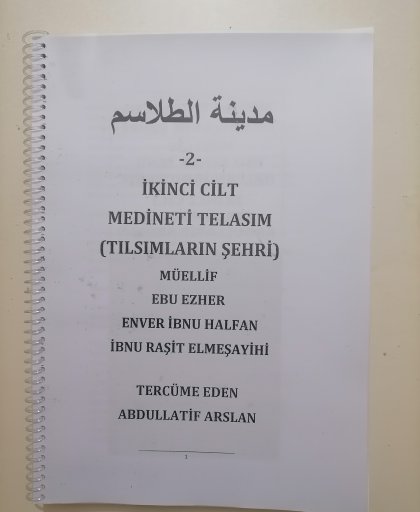 مدينة الطلاسم
-2-
İKİNCİ CİLT
MEDİNETİ TELASIM
(TILSIMLARIN ŞEHRİ)
MÜELLİF
EBU EZHER
ENVER İBNU HALFAN
İBNU RAŞİT ELMEŞAYİHİ
TERCÜME EDEN
ABDULLATİF ARSLAN
1